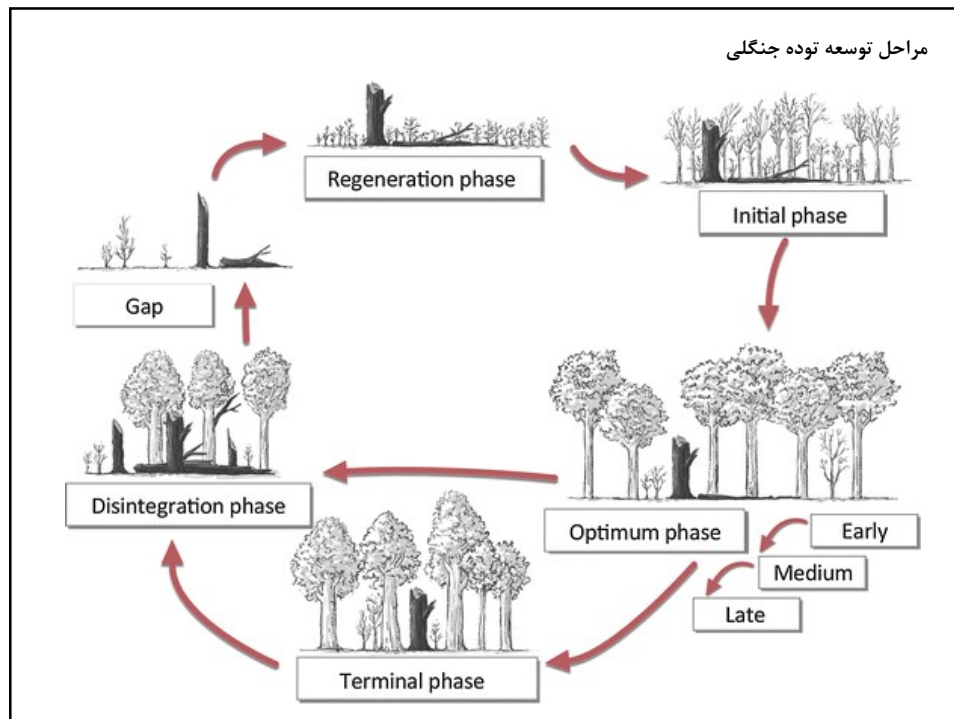 مراحل توسعه توده جنگلی
Regeneration phase
Initial phase
Gap
Disintegration phase
Optimum phase
Early
Medium
Late
Terminal phase